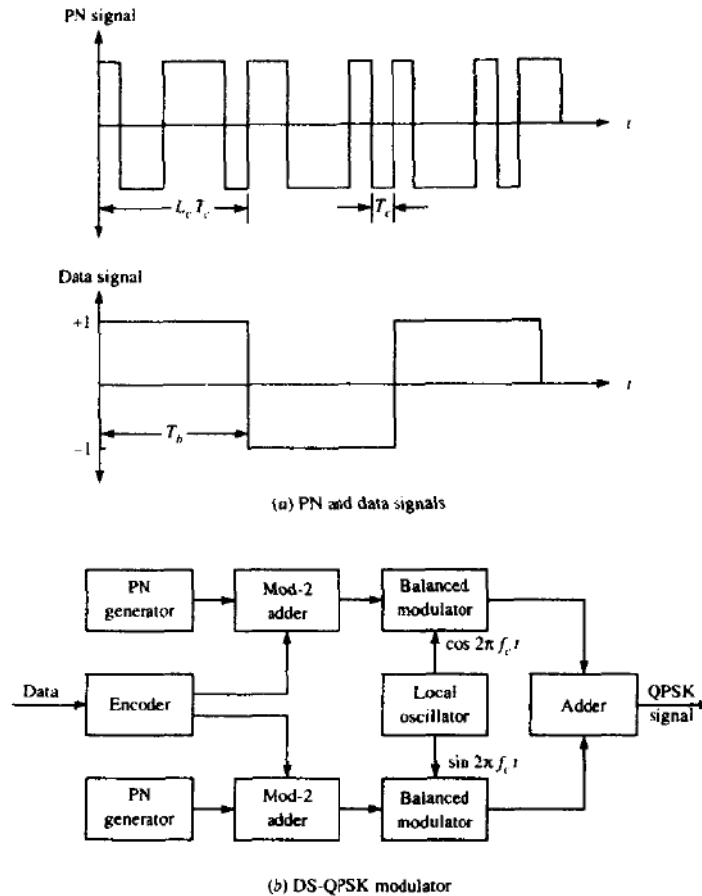 PN signal
t
L_c T_c
T_c
Data signal
+1
t
T_b
−1
(a) PN and data signals
PN generator
Mod-2 adder
Balanced modulator
cos 2π f_c t
Data
Encoder
Local oscillator
Adder
QPSK signal
sin 2π f_c t
PN generator
Mod-2 adder
Balanced modulator
(b) DS-QPSK modulator